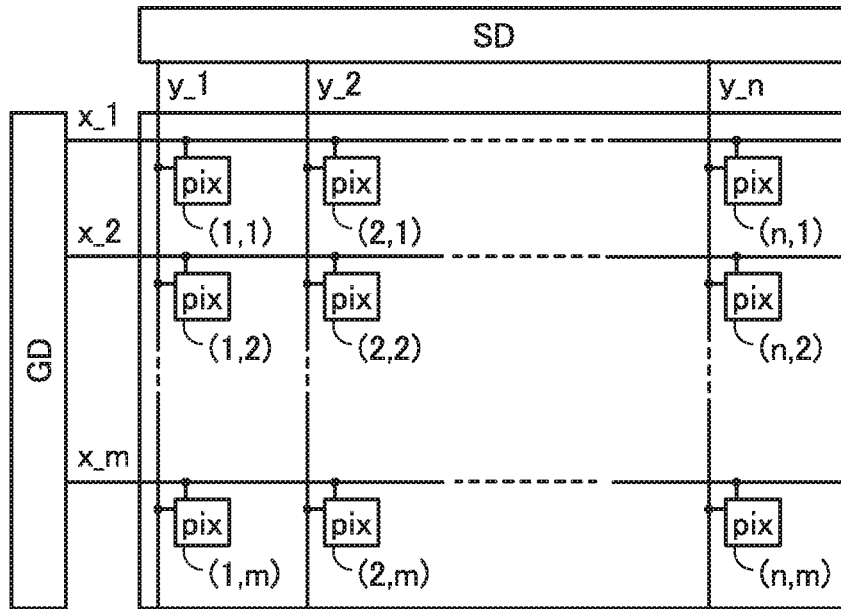 SD
y_1 y_2 y_n
x_1
pix pix pix
(1,1) (2,1) (n,1)
x_2
pix pix pix
(1,2) (2,2) (n,2)
GD
x_m
pix pix pix
(1,m) (2,m) (n,m)